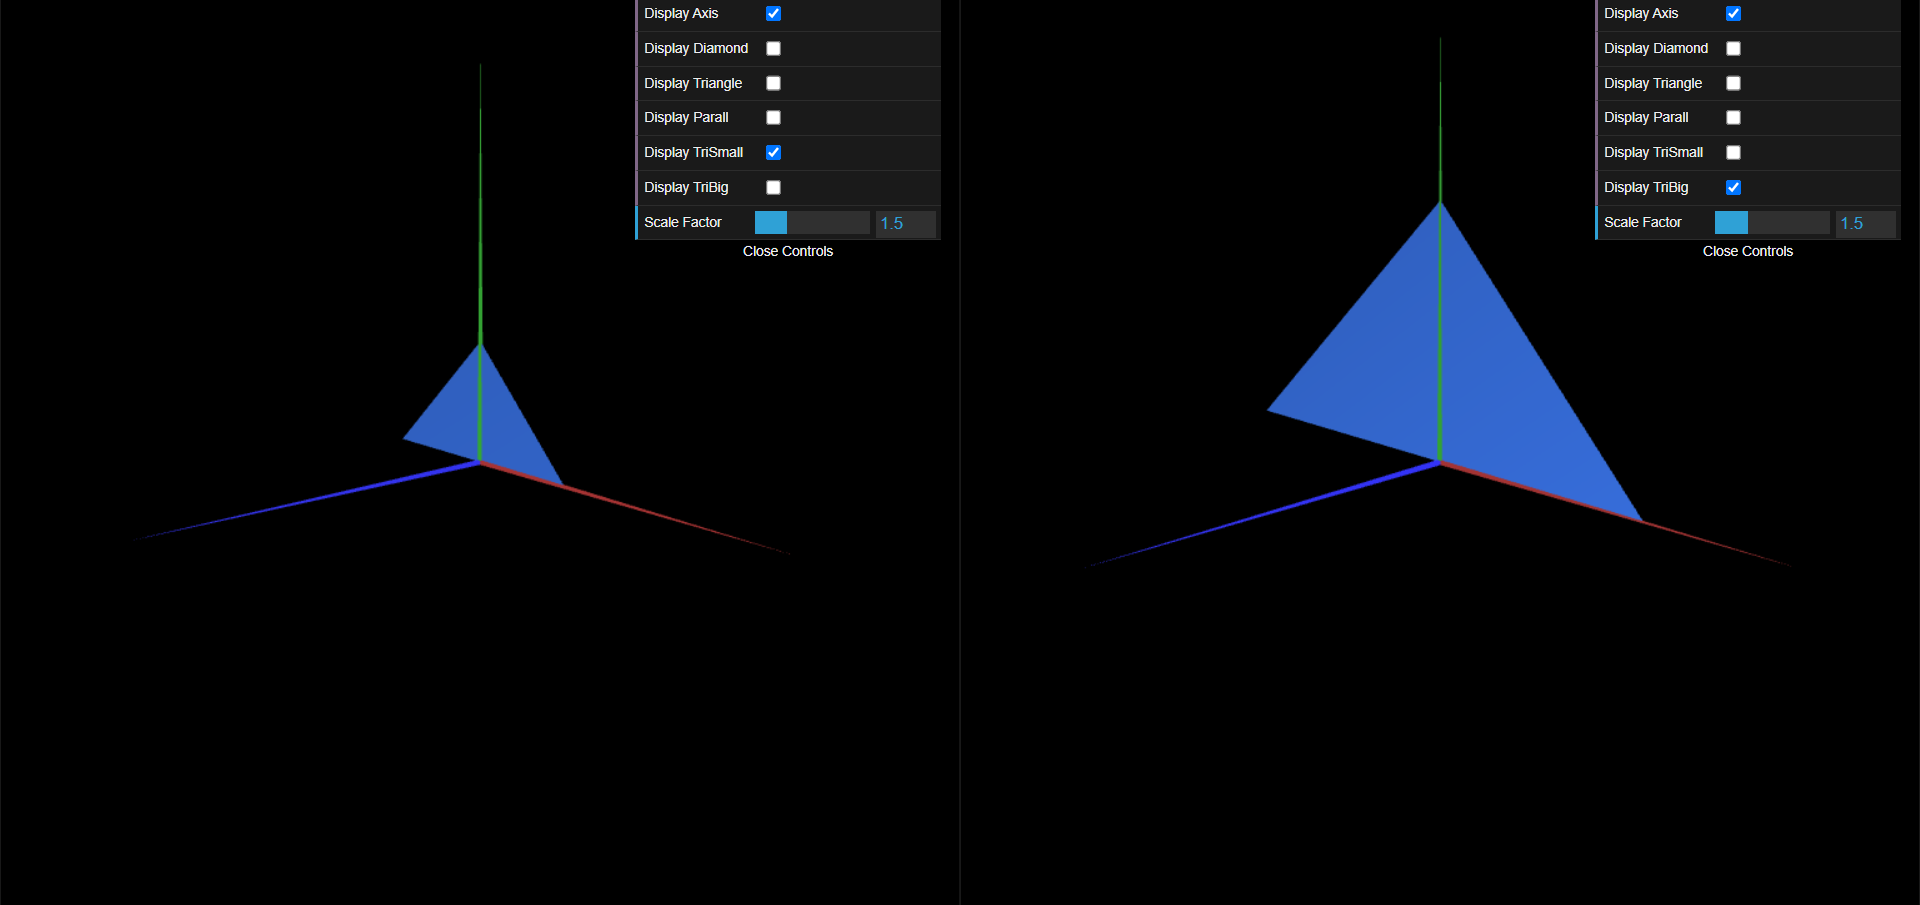 Display Axis
Display Diamond
Display Triangle
Display Parall
Display TriSmall
Display TriBig
Scale Factor 1.5
Close Controls
Display Axis
Display Diamond
Display Triangle
Display Parall
Display TriSmall
Display TriBig
Scale Factor 1.5
Close Controls